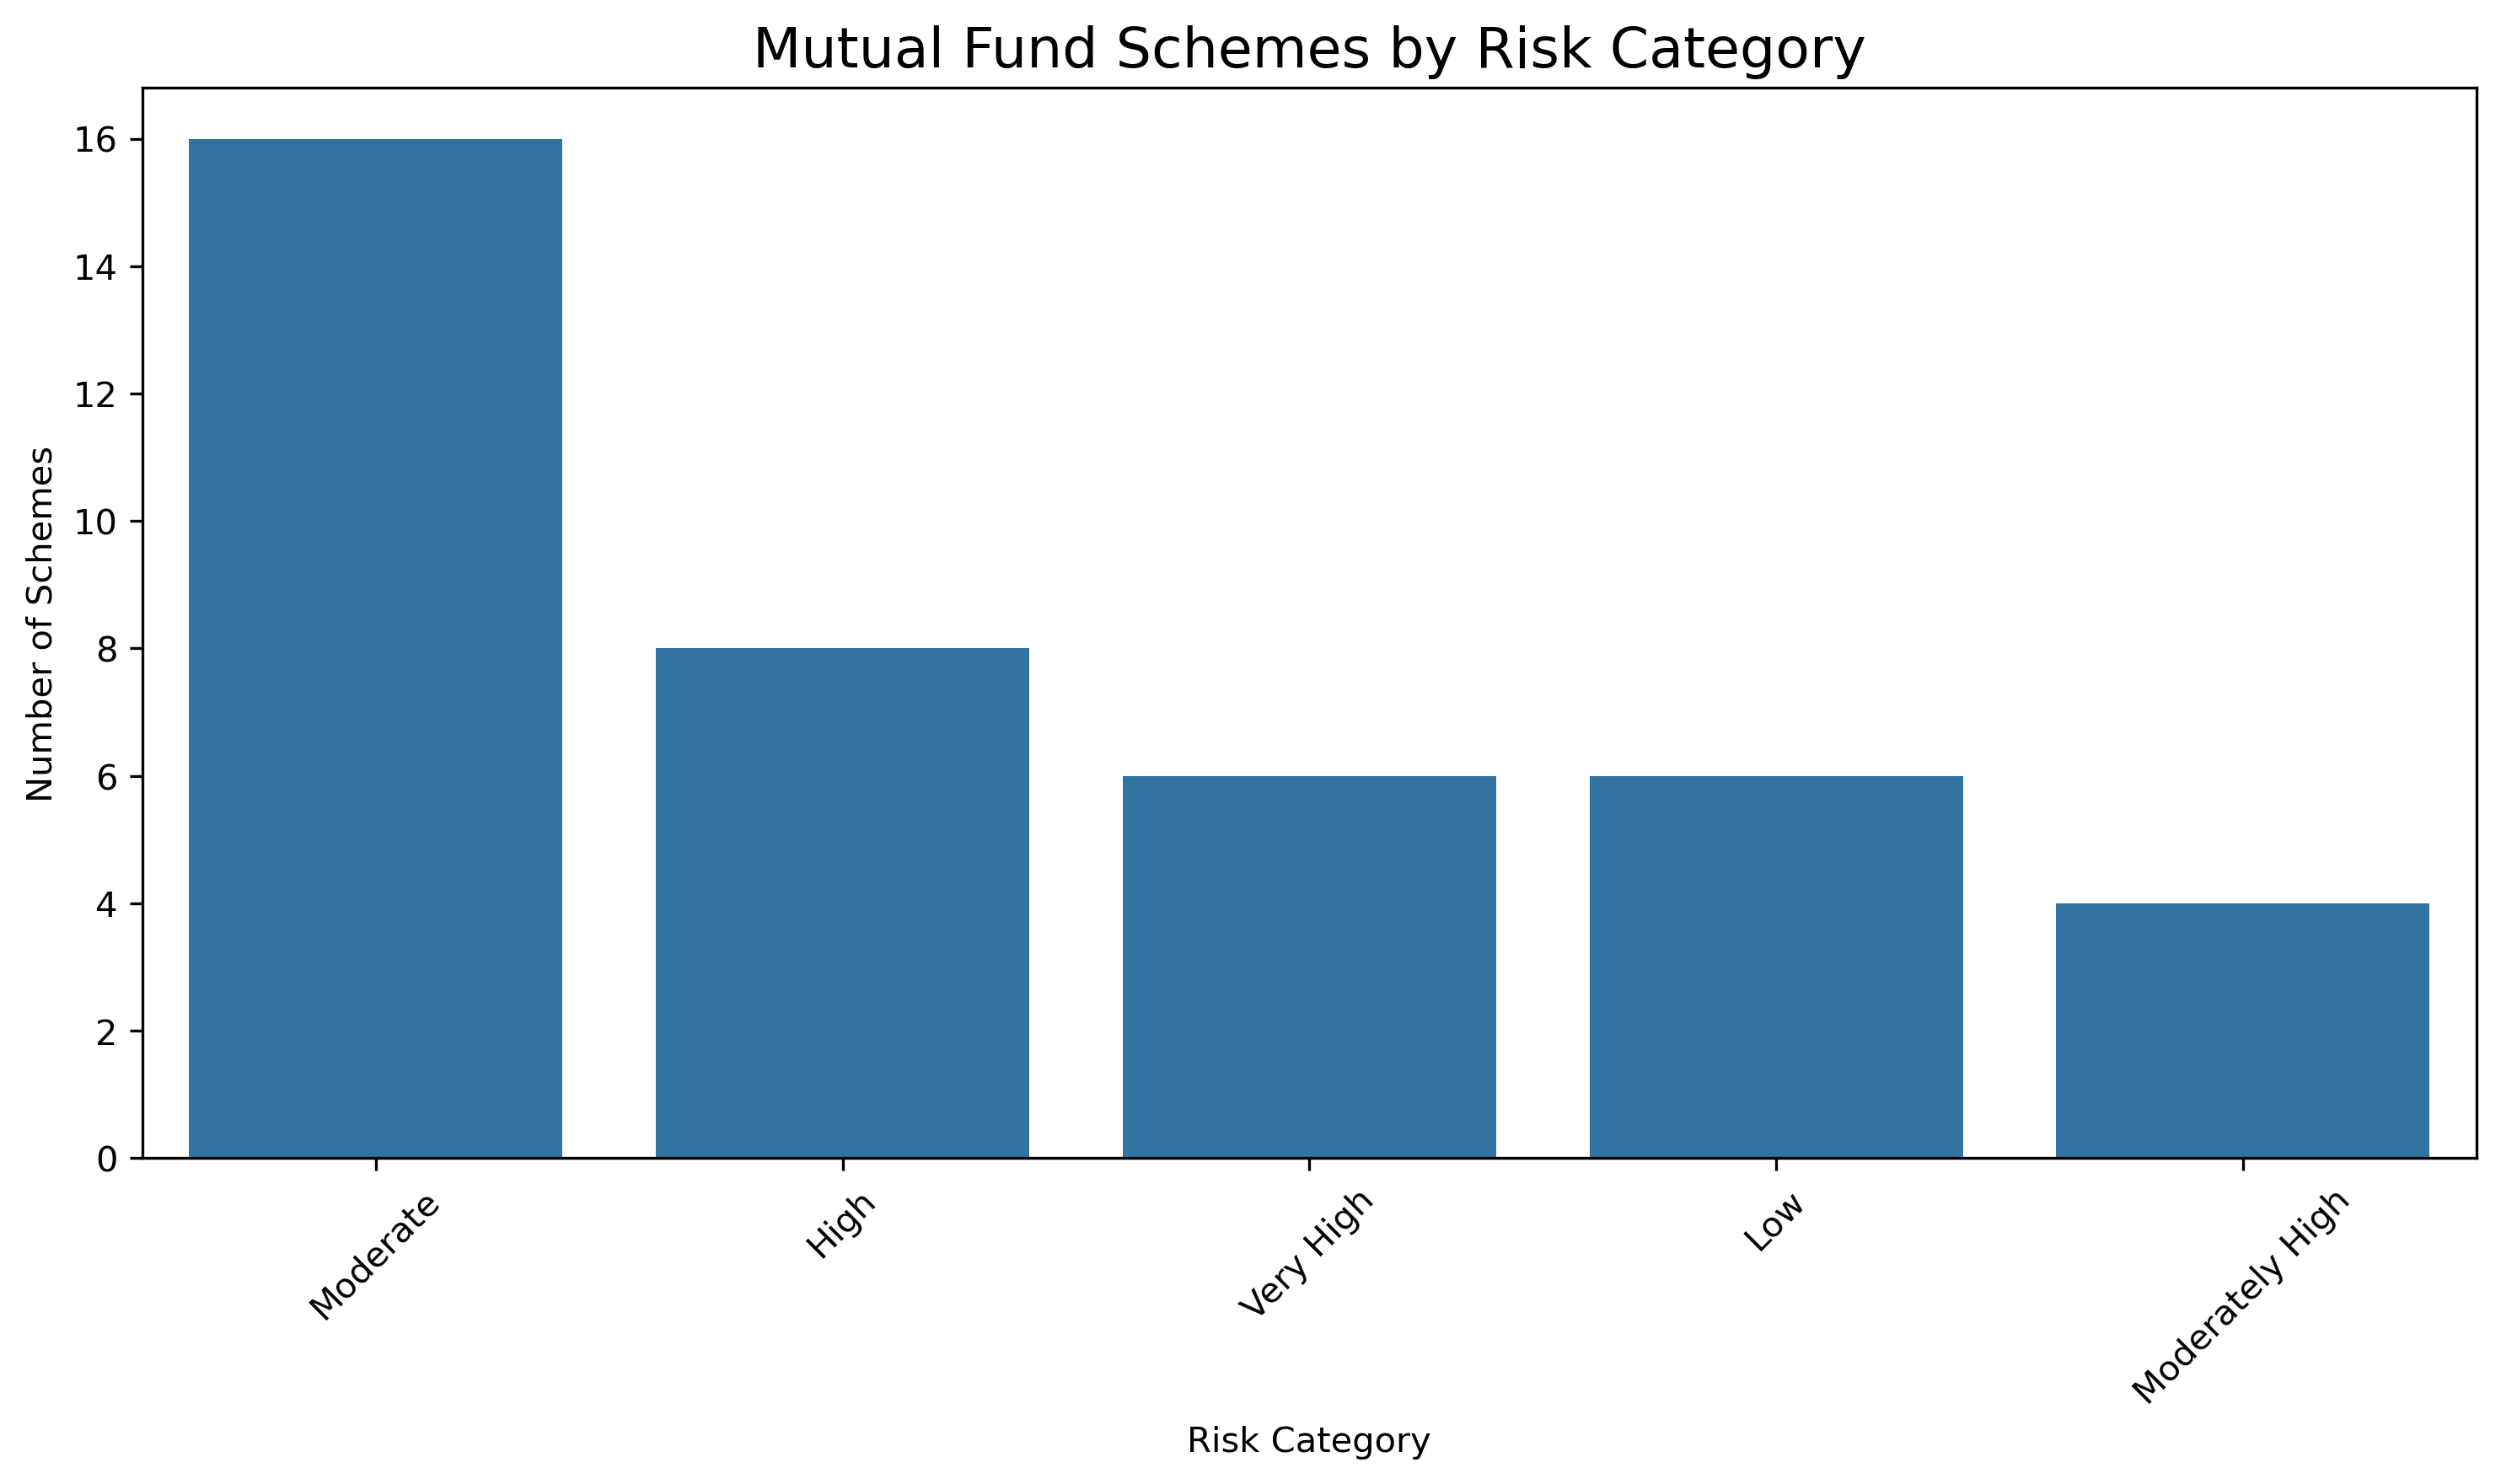 Mutual Fund Schemes by Risk Category
Number of Schemes
16
14
12
10
8
6
4
2
0
Moderate
High
Very High
Low
Moderately High
Risk Category